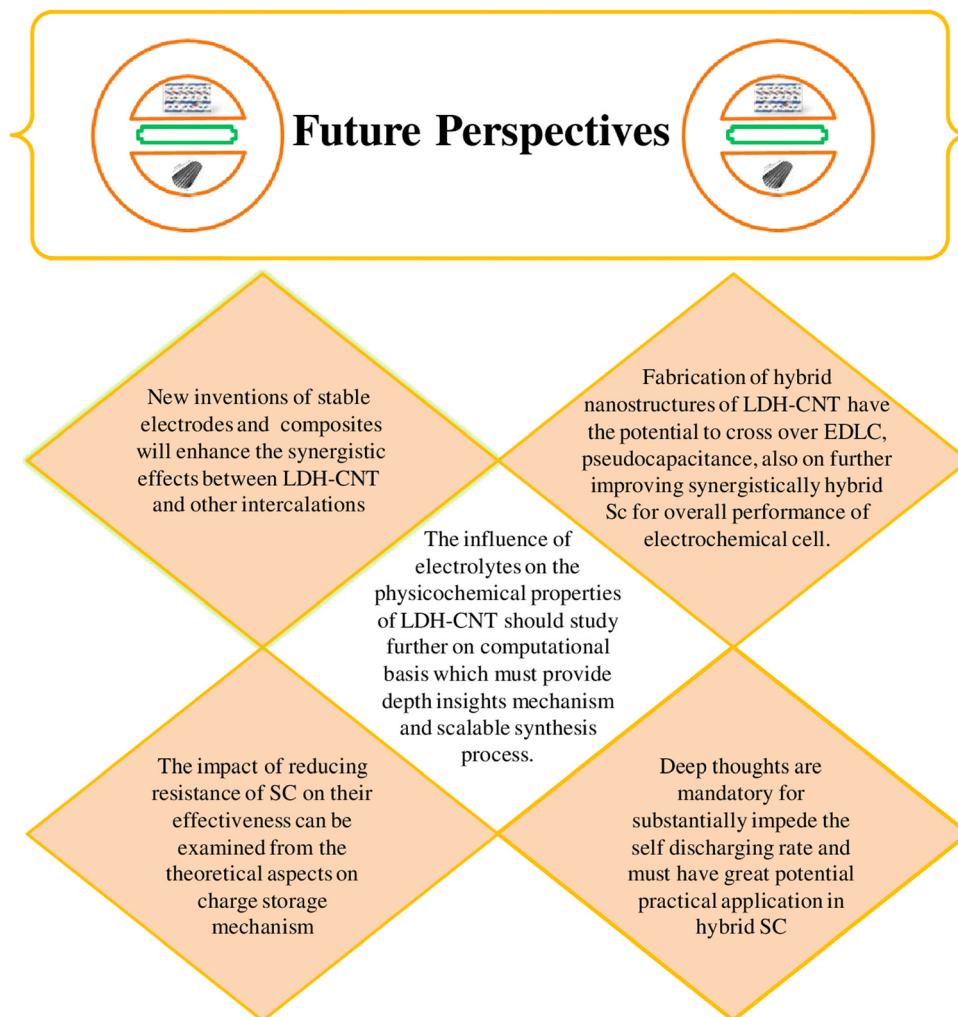 Future Perspectives
New inventions of stable
electrodes and composites
will enhance the synergistic
effects between LDH-CNT
and other intercalations
Fabrication of hybrid
nanostructures of LDH-CNT have
the potential to cross over EDLC,
pseudocapacitance, also on further
improving synergistically hybrid
Sc for overall performance of
electrochemical cell.
The influence of
electrolytes on the
physicochemical properties
of LDH-CNT should study
further on computational
basis which must provide
depth insights mechanism
and scalable synthesis
process.
The impact of reducing
resistance of SC on their
effectiveness can be
examined from the
theoretical aspects on
charge storage
mechanism
Deep thoughts are
mandatory for
substantially impede the
self discharging rate and
must have great potential
practical application in
hybrid SC